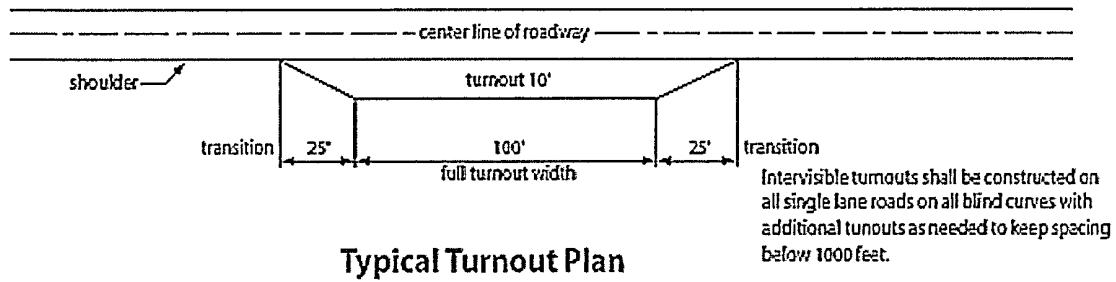 center line of roadway
shoulder
turnout 10'
transition
25'
100'
25'
transition
full turnout width
Intervisible turnouts shall be constructed on
all single lane roads on all blind curves with
additional tunouts as needed to keep spacing
below 1000 feet.
Typical Turnout Plan